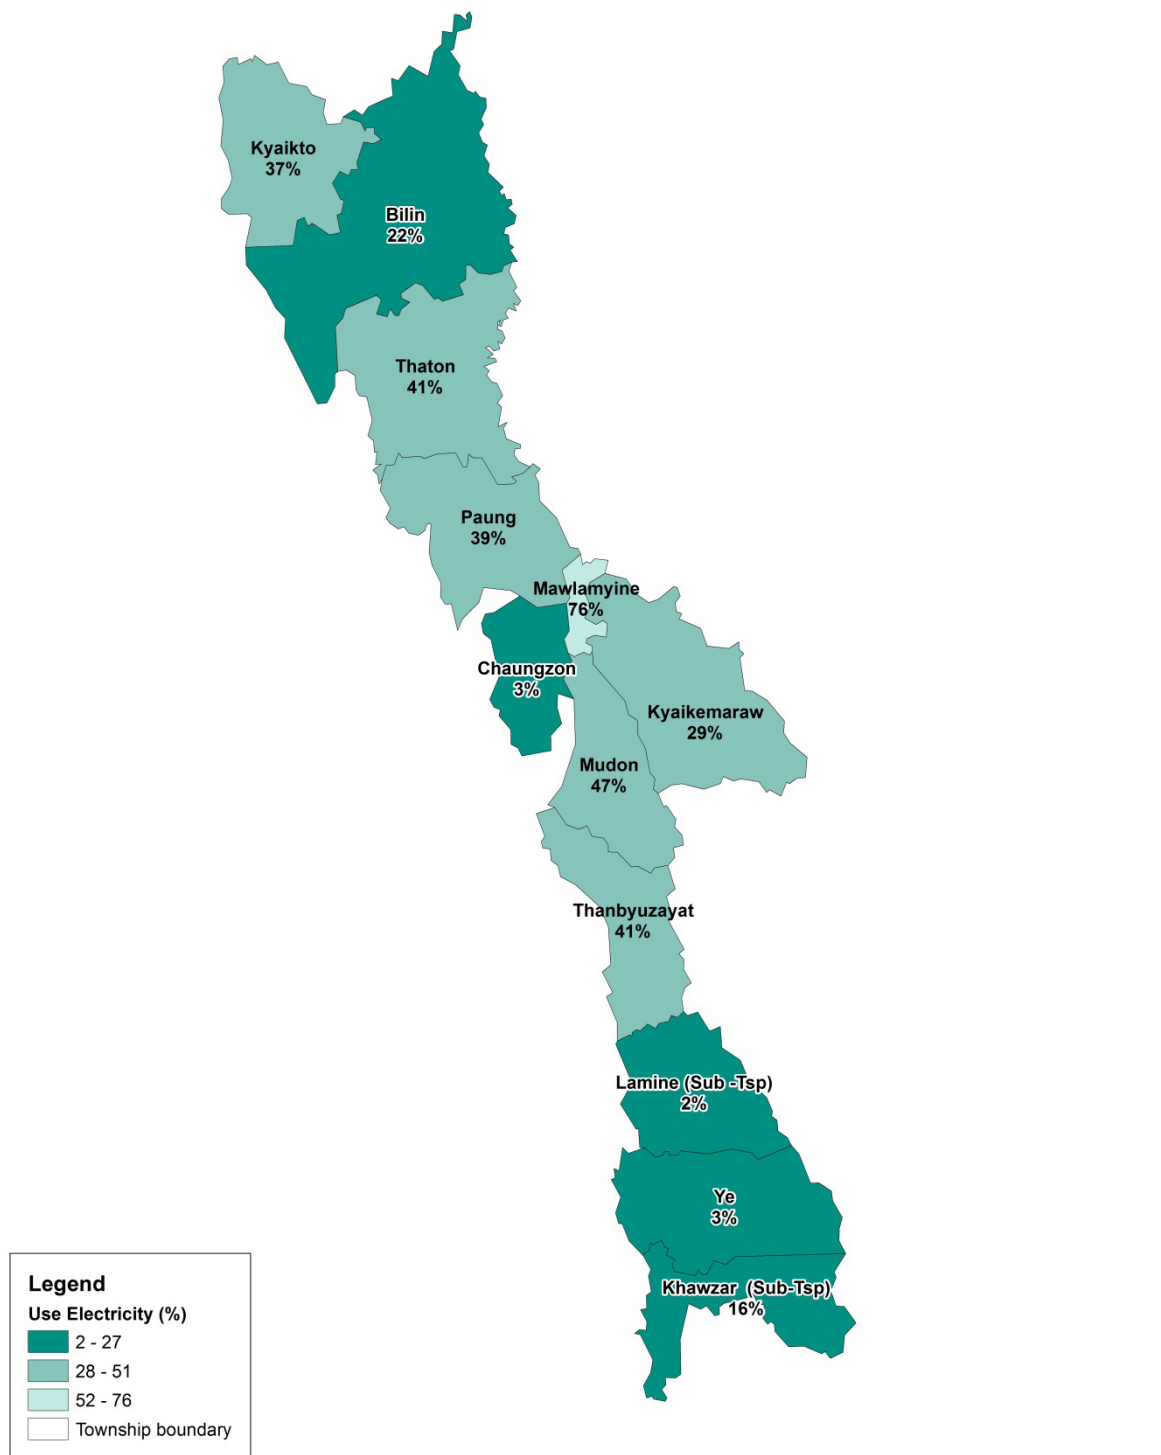 Kyaikto
37%
Bilin
22%
Thaton
41%
Paung
39%
Mawlamyine
76%
Chaungzon
3%
Kyaikemaraw
29%
Mudon
47%
Thanbyuzayat
41%
Lamine (Sub -Tsp)
2%
Ye
3%
Khawzar (Sub-Tsp)
16%
Legend
Use Electricity (%)
2 - 27
28 - 51
52 - 76
Township boundary